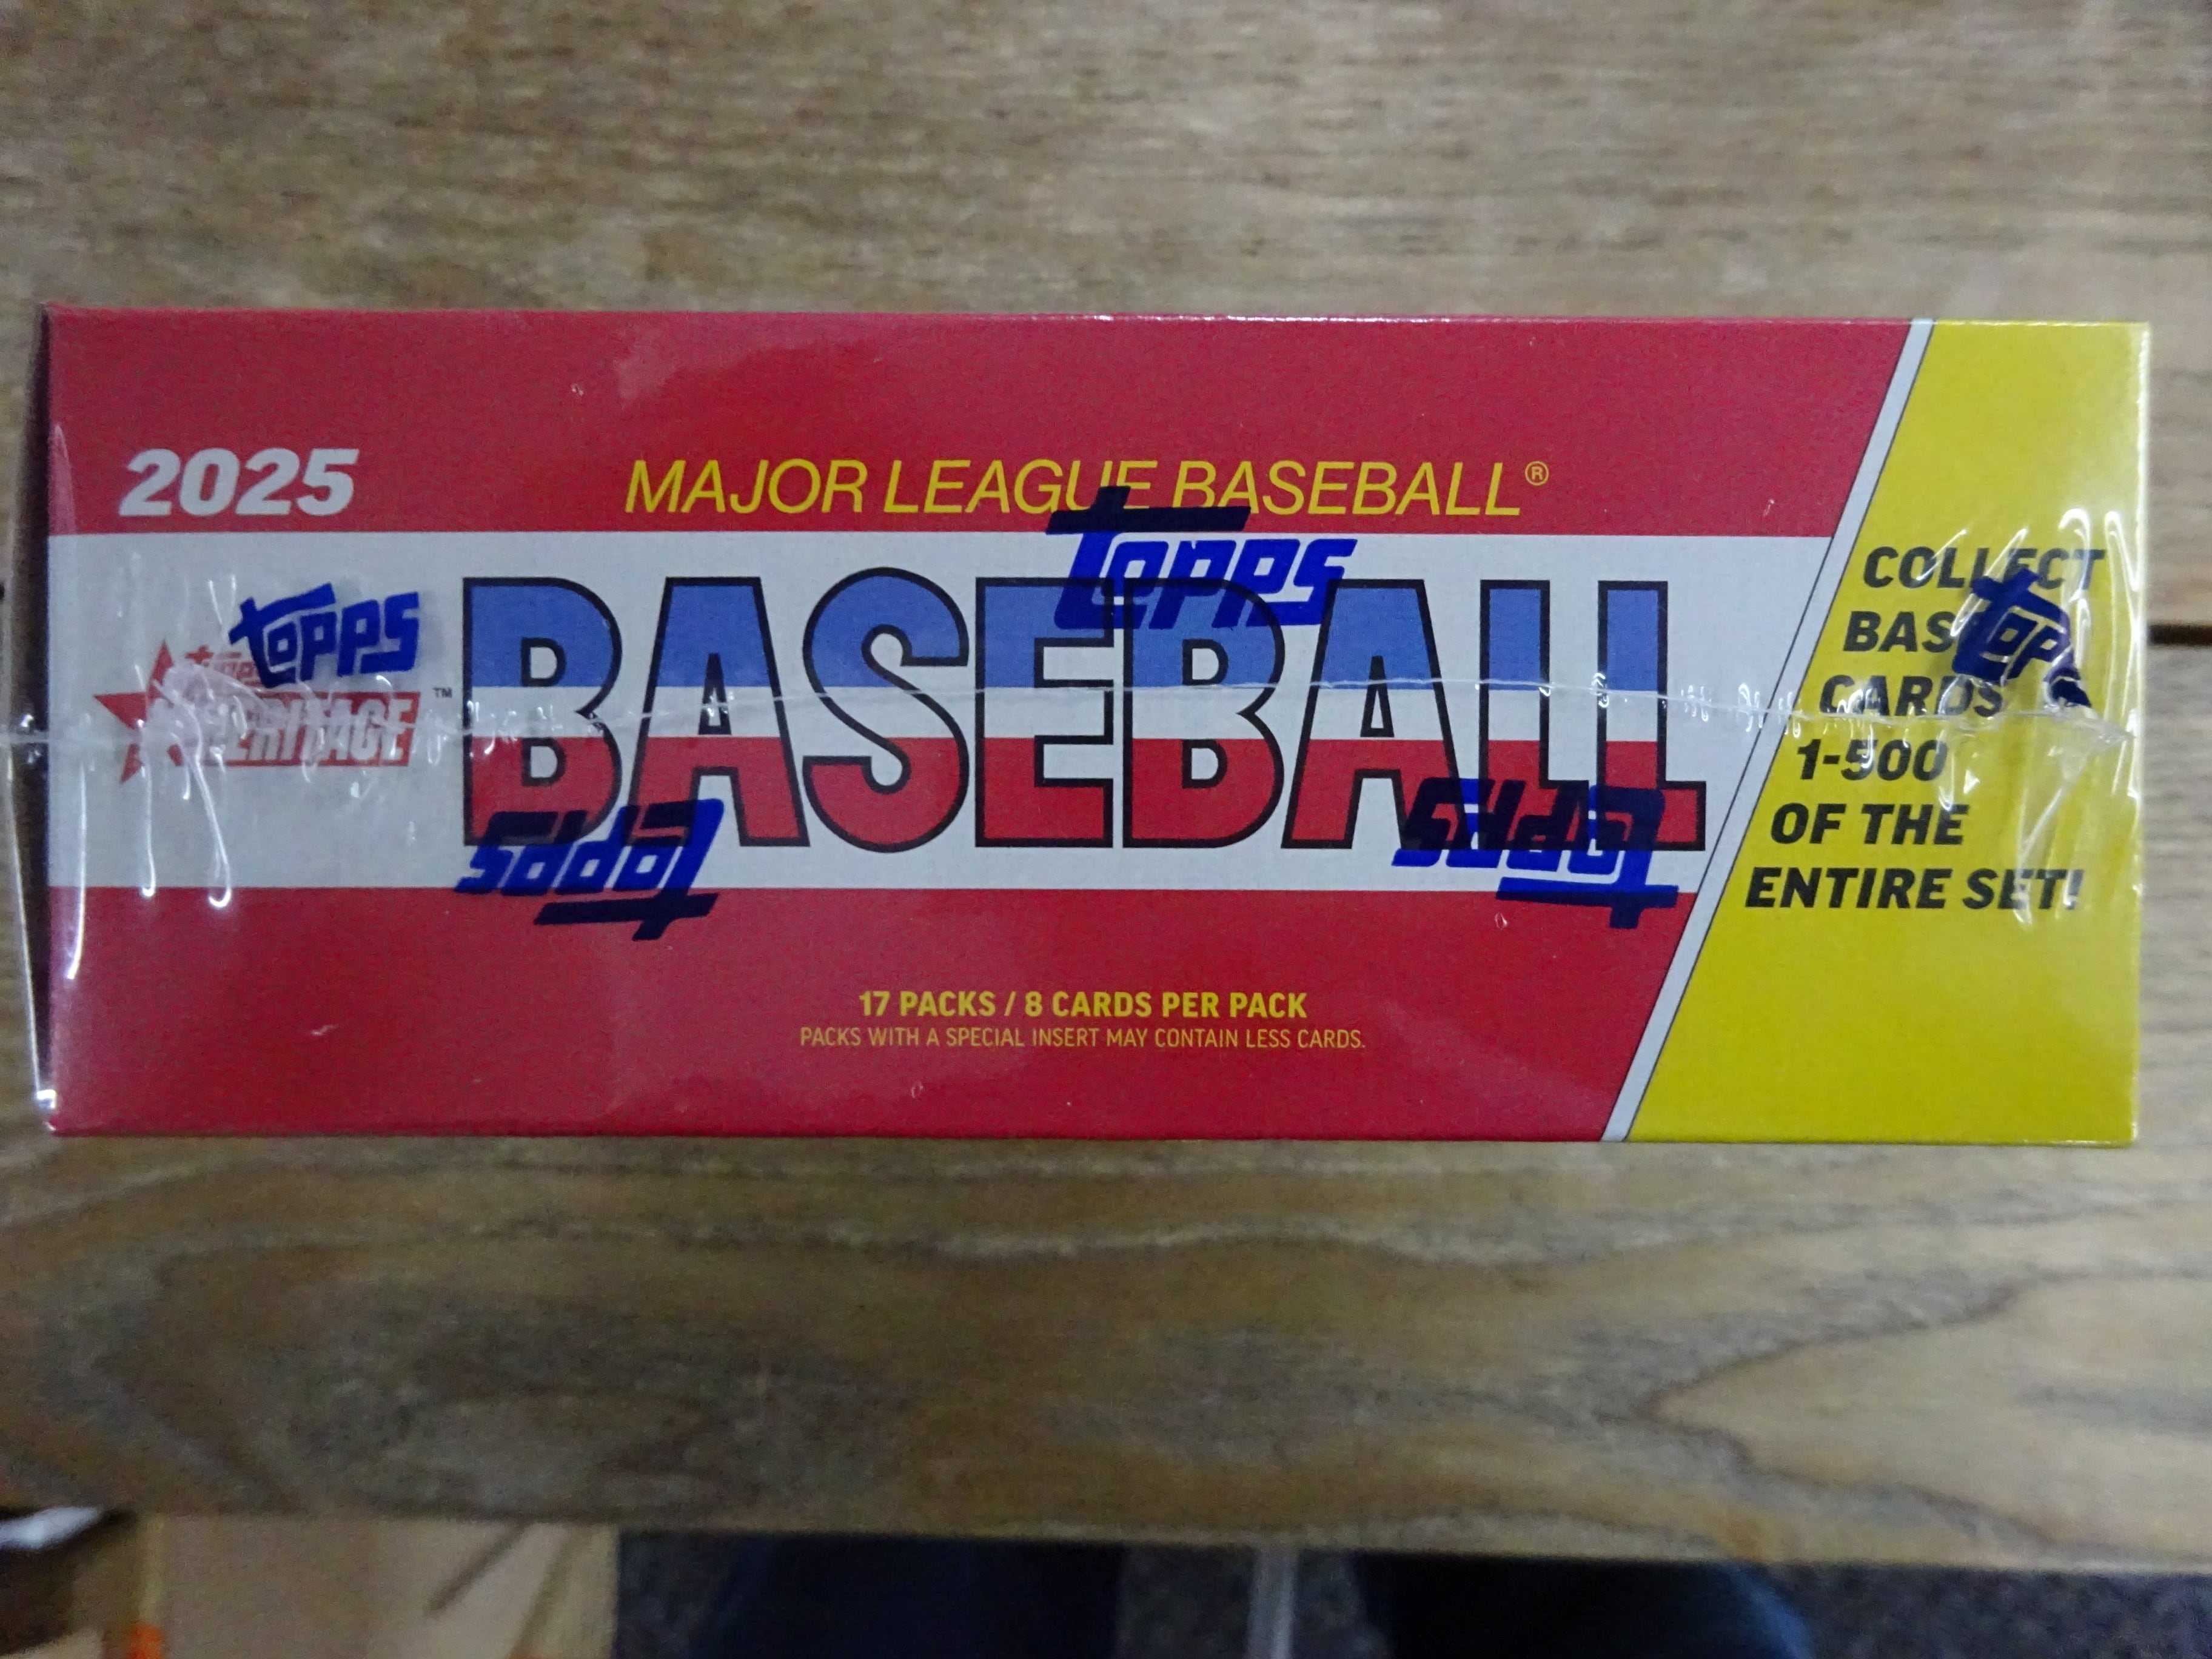 2025
MAJOR LEAGUE BASEBALL®
topps
topps
HERITAGE™
BASEBALL
topps
topps
17 PACKS / 8 CARDS PER PACK
PACKS WITH A SPECIAL INSERT MAY CONTAIN LESS CARDS.
COLLECT
BASE
CARDS
1-500
OF THE
ENTIRE SET!
topps